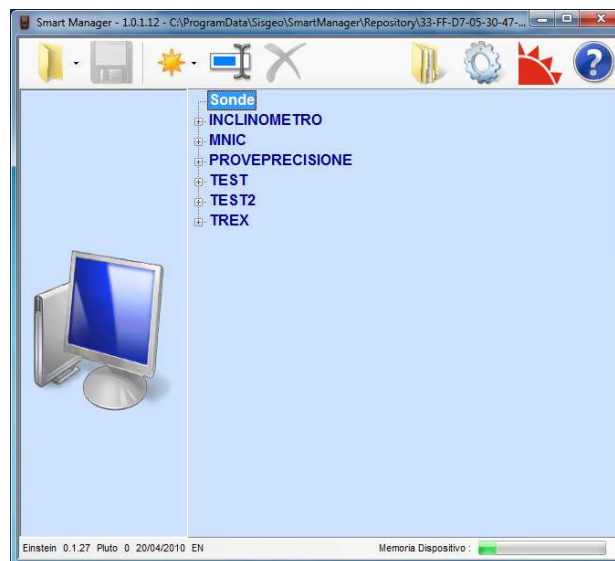 Smart Manager - 1.0.1.12 - C:\ProgramData\Sisgeo\SmartManager\Repository\33-FF-D7-05-30-47-...
Sonde
INCLINOMETRO
MNIC
PROVEPRECISIONE
TEST
TEST2
TREX
Einstein 0.1.27 Pluto 0 20/04/2010 EN
Memoria Dispositivo :